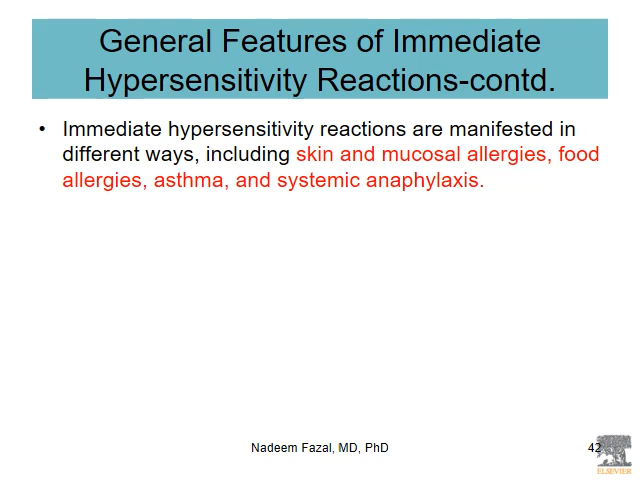 General Features of Immediate
Hypersensitivity Reactions-contd.
• Immediate hypersensitivity reactions are manifested in
different ways, including skin and mucosal allergies, food
allergies, asthma, and systemic anaphylaxis.
Nadeem Fazal, MD, PhD
42
ELSEVIER